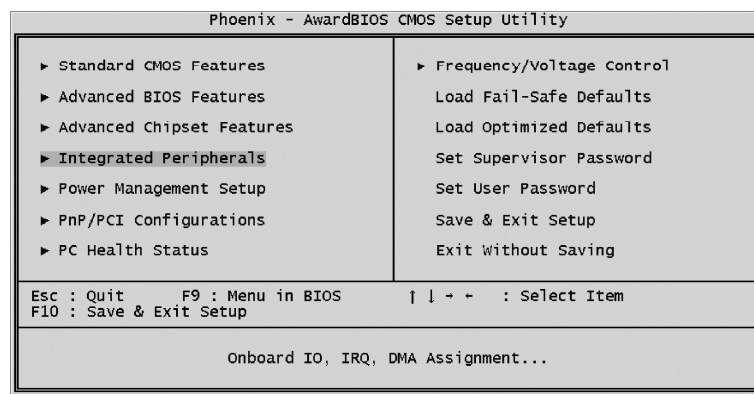 Phoenix - AwardBIOS CMOS Setup Utility
► Standard CMOS Features
► Advanced BIOS Features
► Advanced Chipset Features
► Integrated Peripherals
► Power Management Setup
► PnP/PCI Configurations
► PC Health Status
► Frequency/Voltage Control
Load Fail-Safe Defaults
Load Optimized Defaults
Set Supervisor Password
Set User Password
Save & Exit Setup
Exit Without Saving
Esc : Quit F9 : Menu in BIOS ↑ ↓ → ← : Select Item
F10 : Save & Exit Setup
Onboard IO, IRQ, DMA Assignment...